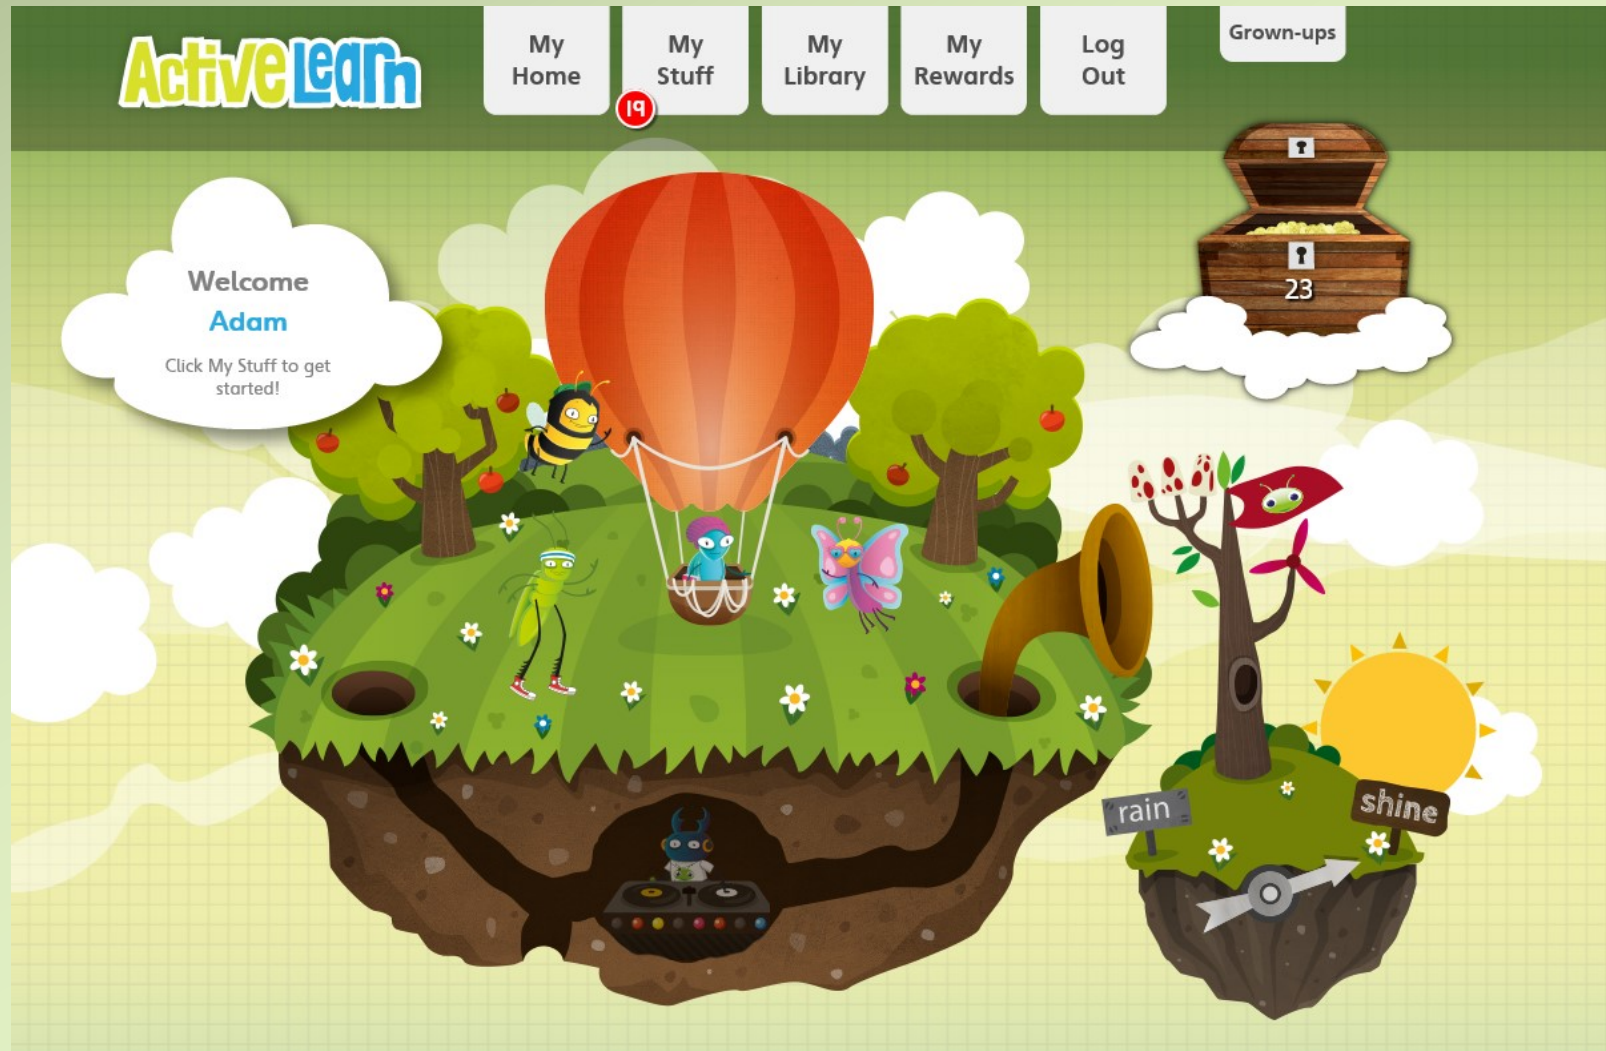 ActiveLearn
My Home
My Stuff
19
My Library
My Rewards
Log Out
Grown-ups
Welcome
Adam
Click My Stuff to get
started!
23
rain
shine